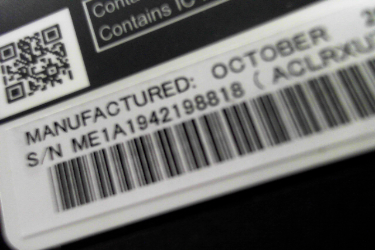 Contains IC
MANUFACTURED: OCTOBER
S/N ME1A1942198818 ( ACLRXU